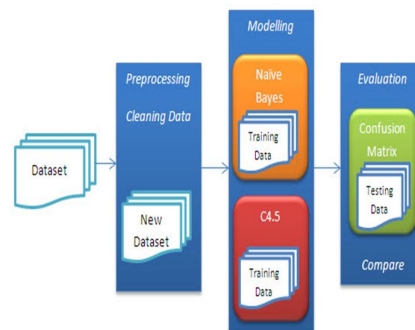 Dataset
Preprocessing
Cleaning Data
New
Dataset
Modelling
Naïve
Bayes
Training
Data
C4.5
Training
Data
Evaluation
Confusion
Matrix
Testing
Data
Compare